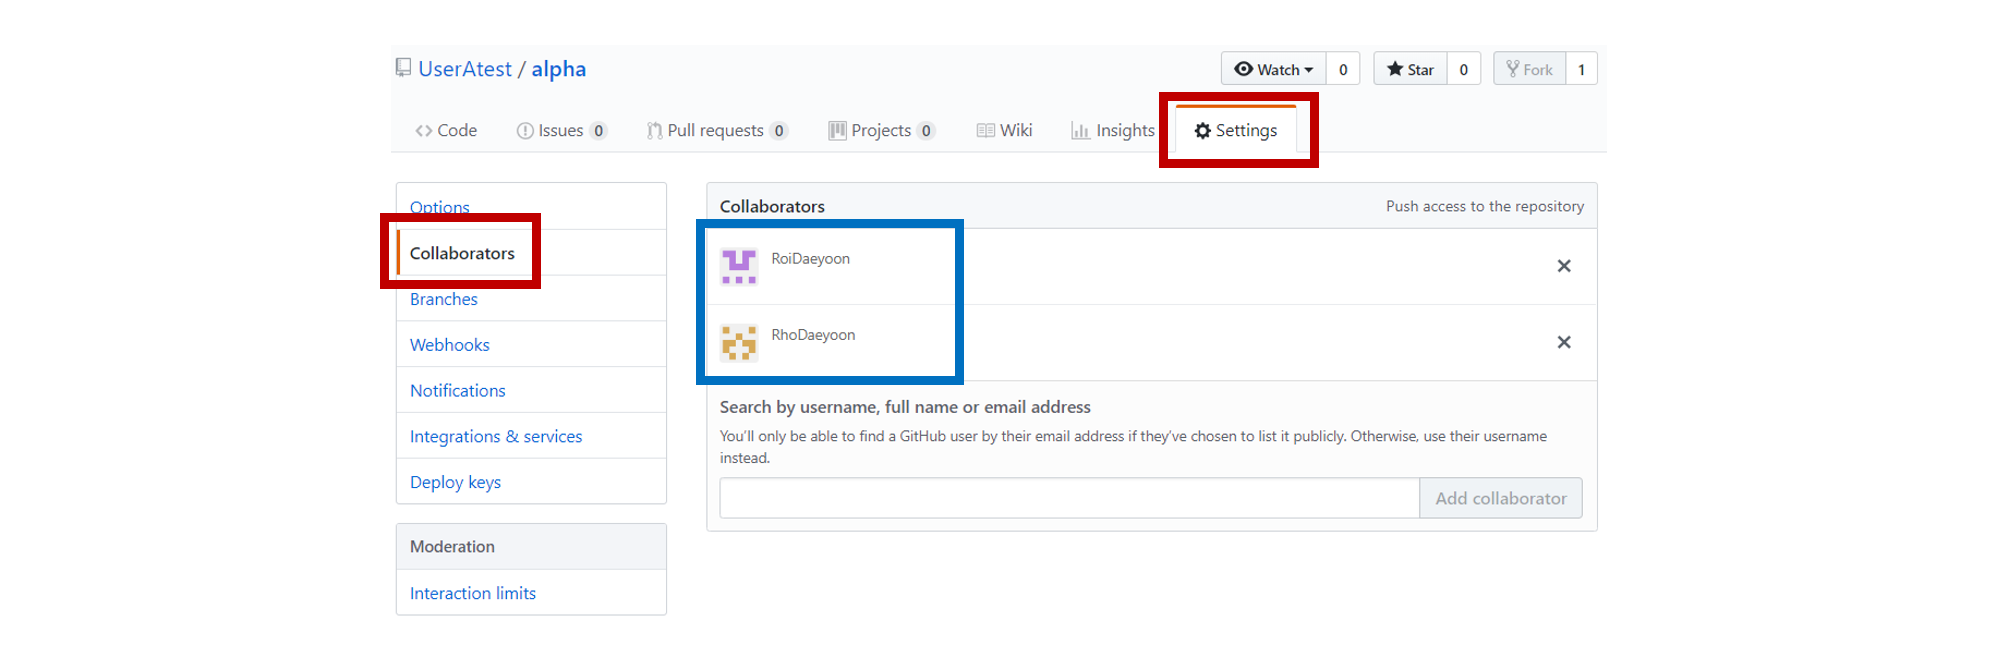 UserAtest / alpha
Watch 0 Star 0 Fork 1
Code Issues 0 Pull requests 0 Projects 0 Wiki Insights Settings
Options
Collaborators
Branches
Webhooks
Notifications
Integrations & services
Deploy keys
Moderation
Interaction limits
Collaborators Push access to the repository
RoiDaeyoon
RhoDaeyoon
Search by username, full name or email address
You'll only be able to find a GitHub user by their email address if they've chosen to list it publicly. Otherwise, use their username
instead.
Add collaborator